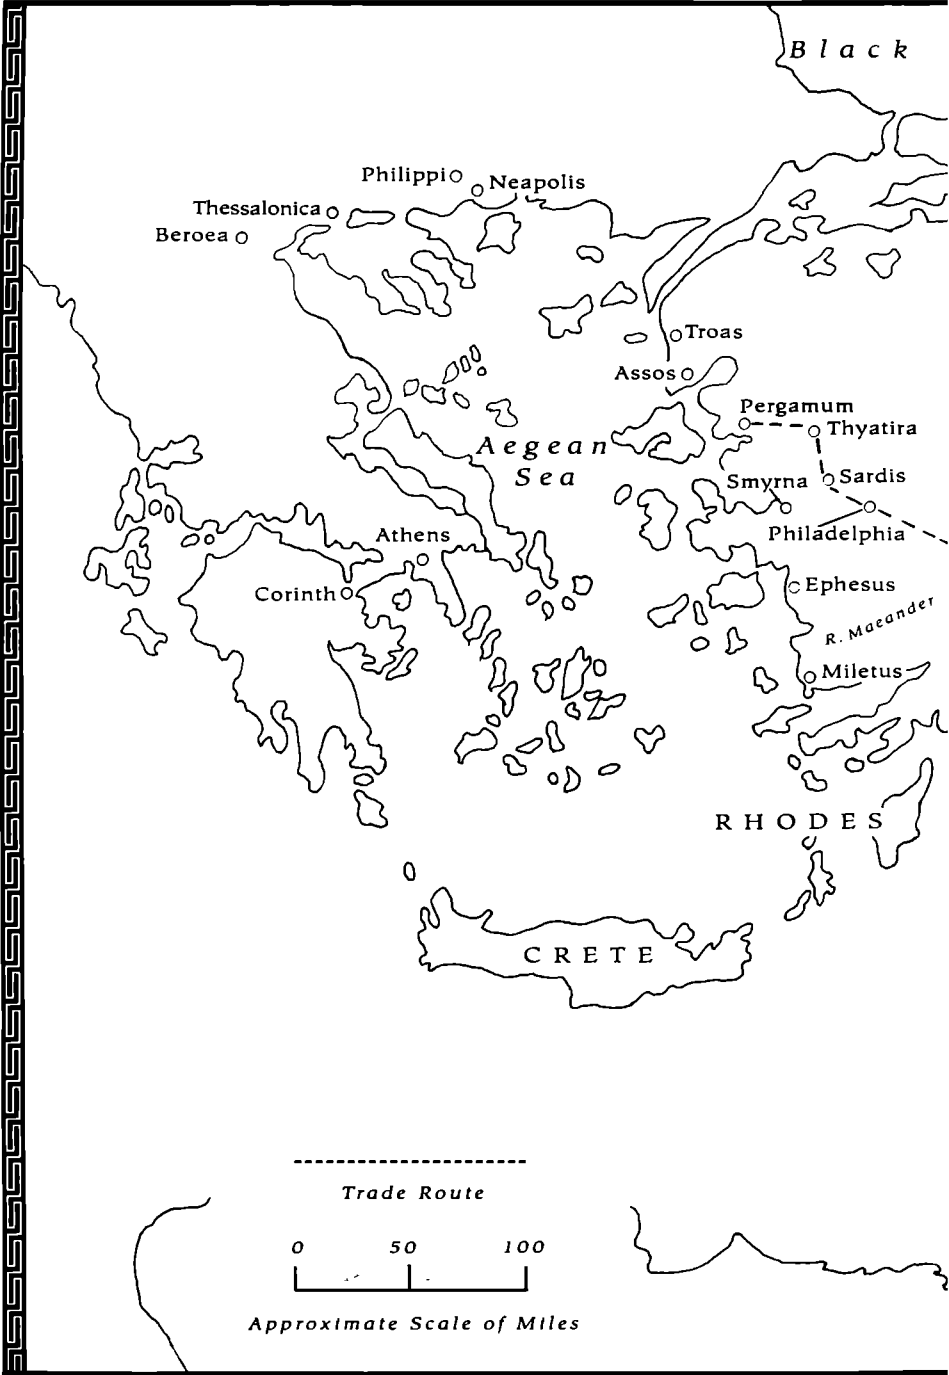 Black
Philippi
Neapolis
Thessalonica
Beroea
Troas
Assos
Pergamum
Thyatira
Aegean
Sea
Smyrna
Sardis
Athens
Philadelphia
Corinth
Ephesus
R. Maeander
Miletus
RHODES
CRETE
Trade Route
0 50 100
Approximate Scale of Miles